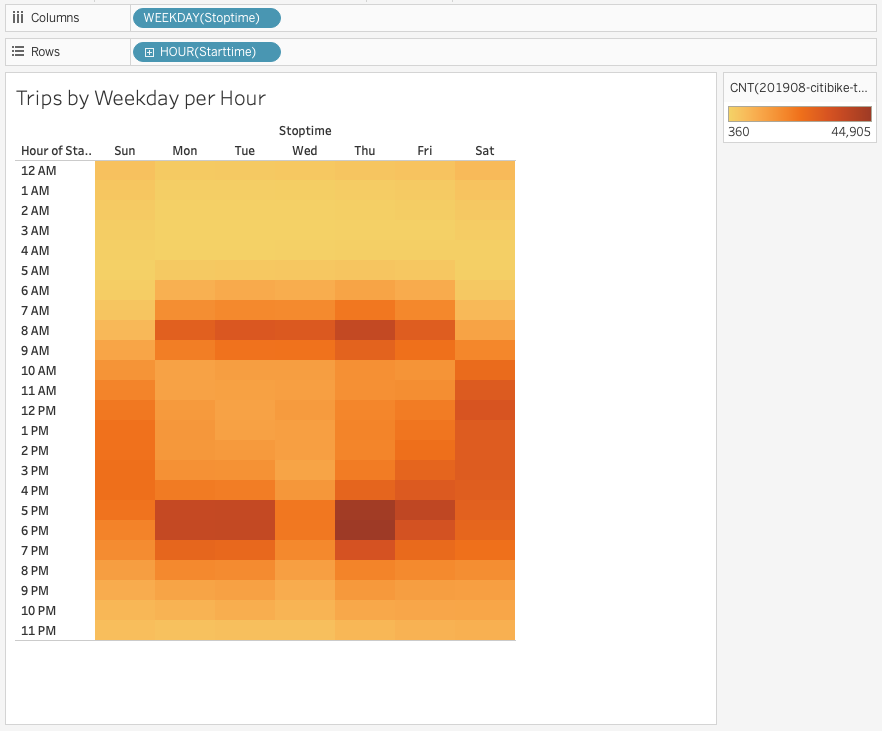 Columns WEEKDAY(Stoptime)
Rows HOUR(Starttime)
Trips by Weekday per Hour
Stoptime
Hour of Sta.. Sun Mon Tue Wed Thu Fri Sat
12 AM
1 AM
2 AM
3 AM
4 AM
5 AM
6 AM
7 AM
8 AM
9 AM
10 AM
11 AM
12 PM
1 PM
2 PM
3 PM
4 PM
5 PM
6 PM
7 PM
8 PM
9 PM
10 PM
11 PM
CNT(201908-citibike-t...
360 44,905